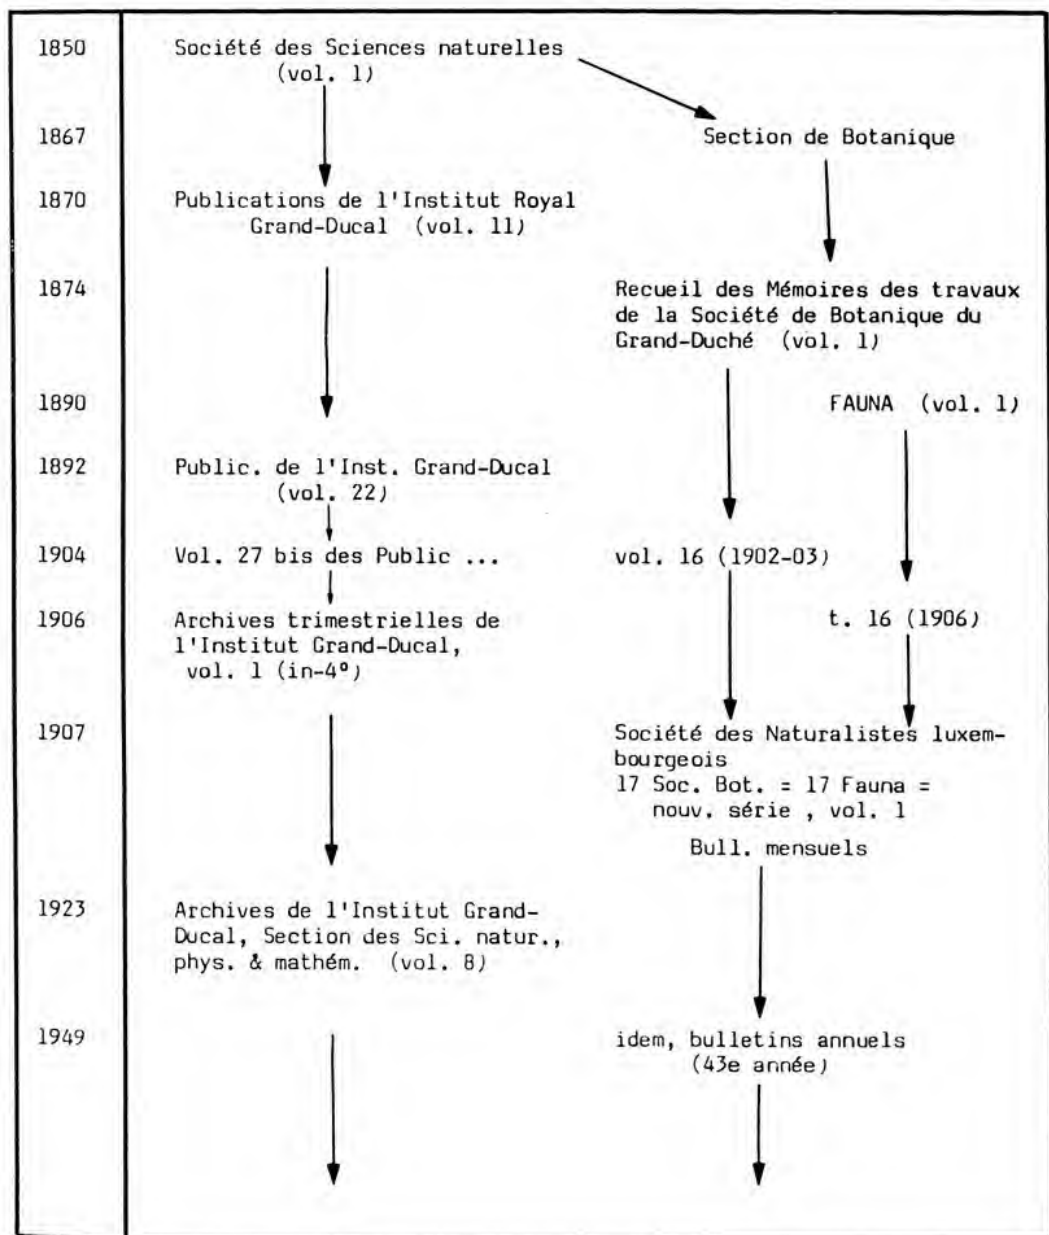 1850
Société des Sciences naturelles
(vol. 1)
1867
Section de Botanique
1870
Publications de l'Institut Royal
Grand-Ducal (vol. 11)
1874
Recueil des Mémoires des travaux
de la Société de Botanique du
Grand-Duché (vol. 1)
1890
FAUNA (vol. 1)
1892
Public. de l'Inst. Grand-Ducal
(vol. 22)
1904
Vol. 27 bis des Public ...
vol. 16 (1902-03)
1906
Archives trimestrielles de
l'Institut Grand-Ducal,
vol. 1 (in-4º)
t. 16 (1906)
1907
Société des Naturalistes luxem-
bourgeois
17 Soc. Bot. = 17 Fauna =
nouv. série , vol. 1
Bull. mensuels
1923
Archives de l'Institut Grand-
Ducal, Section des Sci. natur.,
phys. & mathém. (vol. 8)
1949
idem, bulletins annuels
(43e année)